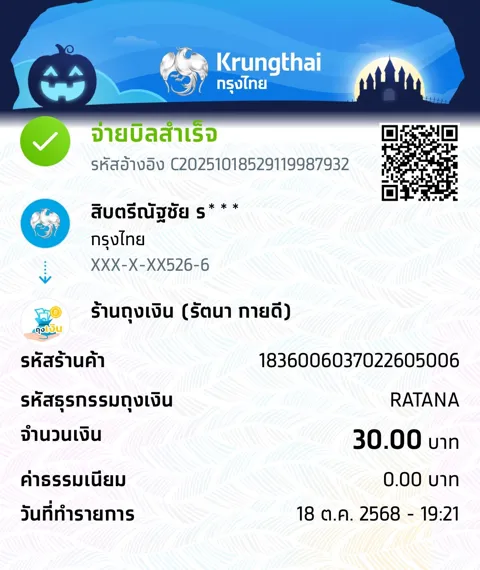 Krungthai
กรุงไทย
จ่ายบิลสำเร็จ
รหัสอ้างอิง C20251018529119987932
สิบตรีณัฐชัย ร***
กรุงไทย
XXX-X-XX526-6
ถุงเงิน
ร้านถุงเงิน (รัตนา กายดี)
รหัสร้านค้า 1836006037022605006
รหัสธุรกรรมถุงเงิน RATANA
จำนวนเงิน 30.00 บาท
ค่าธรรมเนียม 0.00 บาท
วันที่ทำรายการ 18 ต.ค. 2568 - 19:21